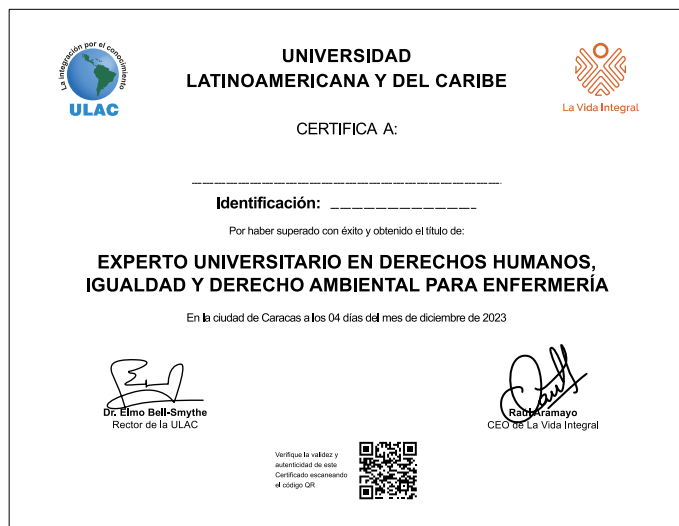 La integración por el conocimiento
ULAC
UNIVERSIDAD
LATINOAMERICANA Y DEL CARIBE
La Vida Integral
CERTIFICA A:
Identificación:
Por haber superado con éxito y obtenido el título de:
EXPERTO UNIVERSITARIO EN DERECHOS HUMANOS,
IGUALDAD Y DERECHO AMBIENTAL PARA ENFERMERÍA
En la ciudad de Caracas a los 04 días del mes de diciembre de 2023
Dr. Elmo Bell-Smythe
Rector de la ULAC
Raúl Aramayo
CEO de La Vida Integral
Verifique la validez y
autenticidad de este
Certificado escaneando
el código QR